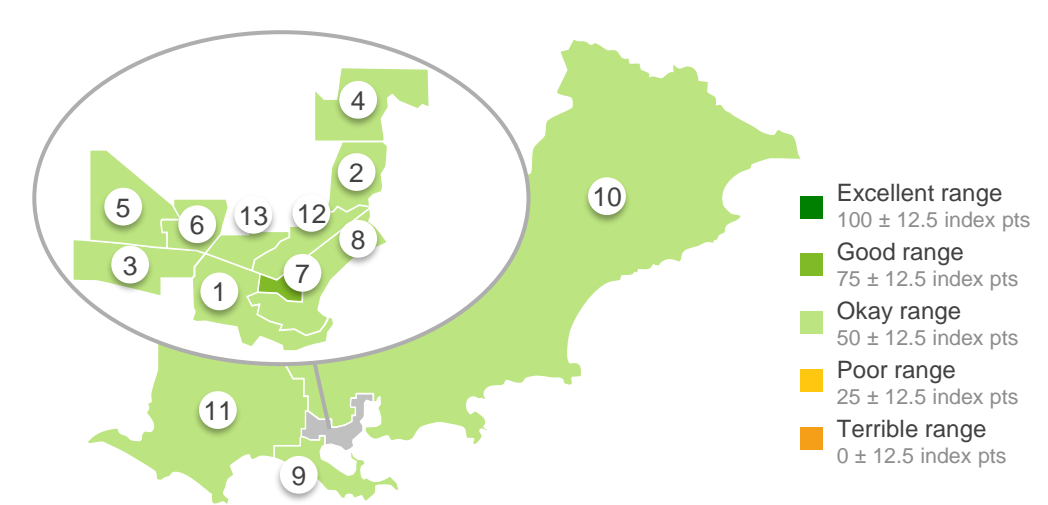 4
2
5
6
13
12
8
3
7
1
10
11
9
Excellent range
100 ± 12.5 index pts
Good range
75 ± 12.5 index pts
Okay range
50 ± 12.5 index pts
Poor range
25 ± 12.5 index pts
Terrible range
0 ± 12.5 index pts